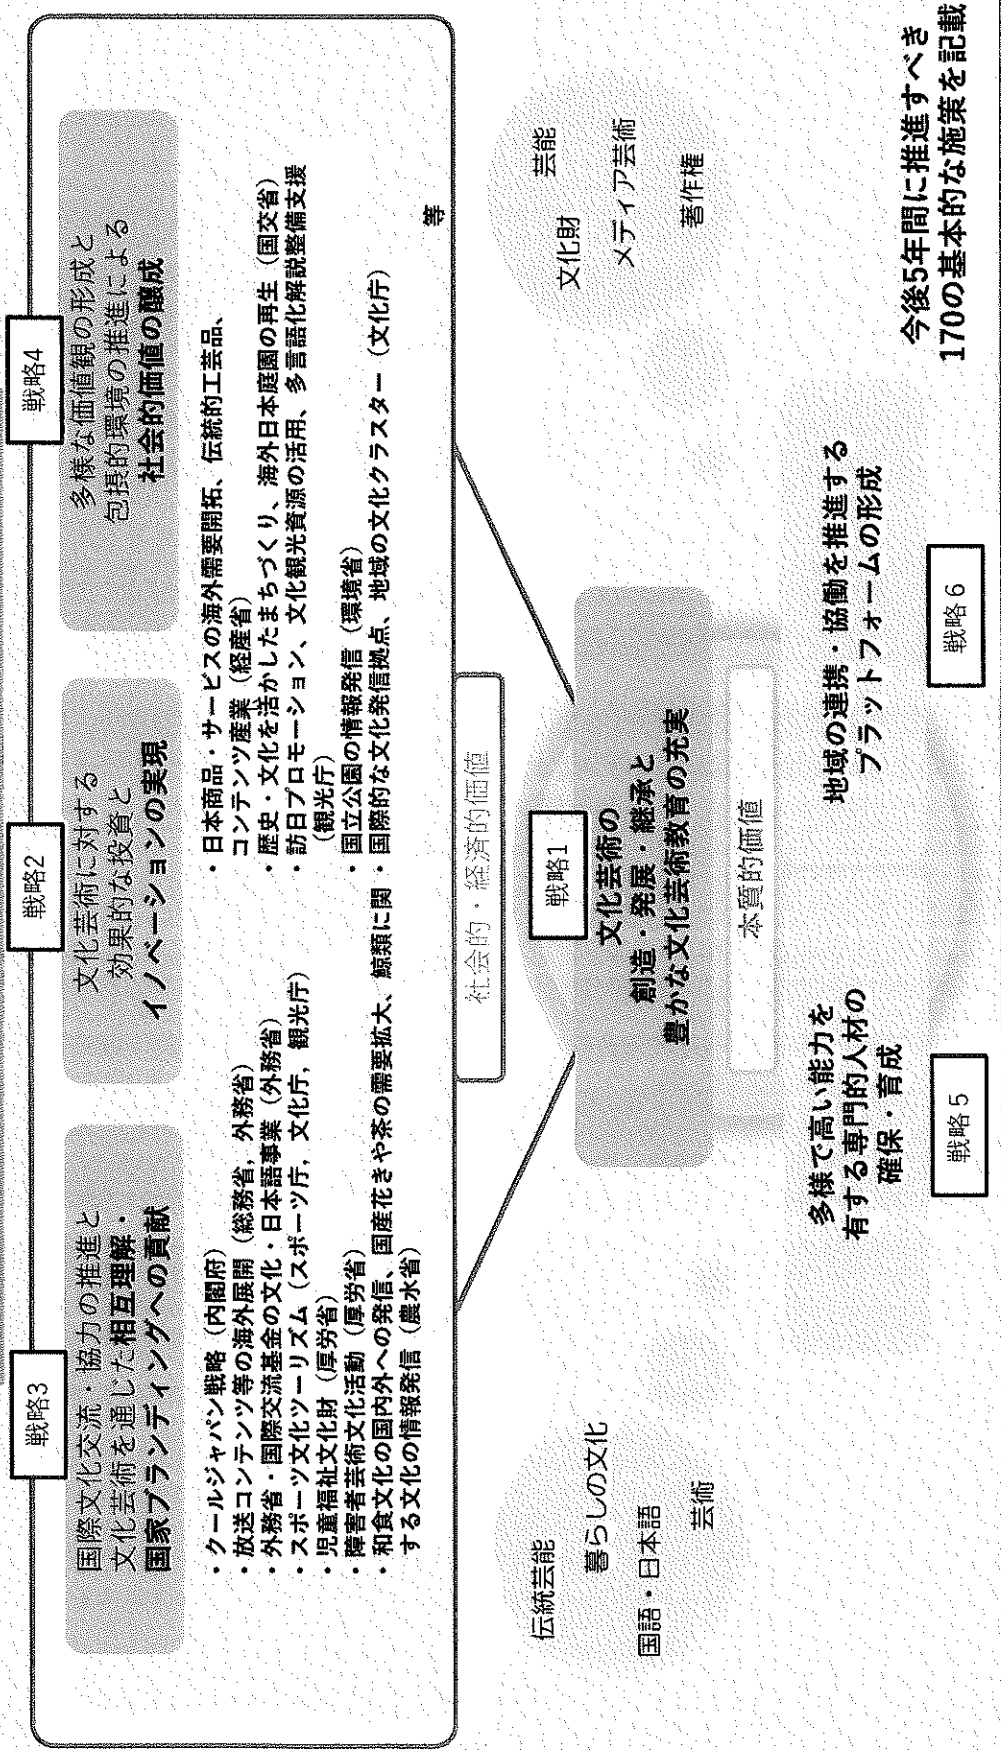 戦略3
国際文化交流・協力の推進と
文化芸術を通じた相互理解・
国家ブランディングへの貢献
戦略2
文化芸術に対する
効果的な投資と
イノベーションの実現
戦略4
多様な価値観の形成と
包摂的環境の推進による
社会的価値の醸成
・クールジャパン戦略（内閣府）
・放送コンテンツ等の海外展開（総務省，外務省）
・外務省・国際交流基金の文化・日本語事業（外務省）
・スポーツ文化ツーリズム（スポーツ庁，文化庁，観光庁）
・児童福祉文化財（厚労省）
・障害者芸術文化活動（厚労省）
・和食文化の国内外への発信、国産花きや茶の需要拡大、鯨類に関
する文化の情報発信（農水省）
・日本商品・サービスの海外需要開拓、伝統的工芸品、
コンテンツ産業（経産省）
・歴史・文化を活かしたまちづくり、海外日本庭園の再生（国交省）
・訪日プロモーション、文化観光資源の活用、多言語化解説整備支援
（観光庁）
・国立公園の情報発信（環境省）
・国際的な文化発信拠点、地域の文化クラスター（文化庁）
等
社会的・経済的価値
戦略1
文化芸術の
創造・発展・継承と
豊かな文化芸術教育の充実
本質的価値
伝統芸能
暮らしの文化
国語・日本語
芸術
芸能
文化財
メディア芸術
著作権
多様で高い能力を
有する専門的人材の
確保・育成
戦略5
地域の連携・協働を推進する
プラットフォームの形成
戦略6
今後5年間に推進すべき
170の基本的な施策を記載